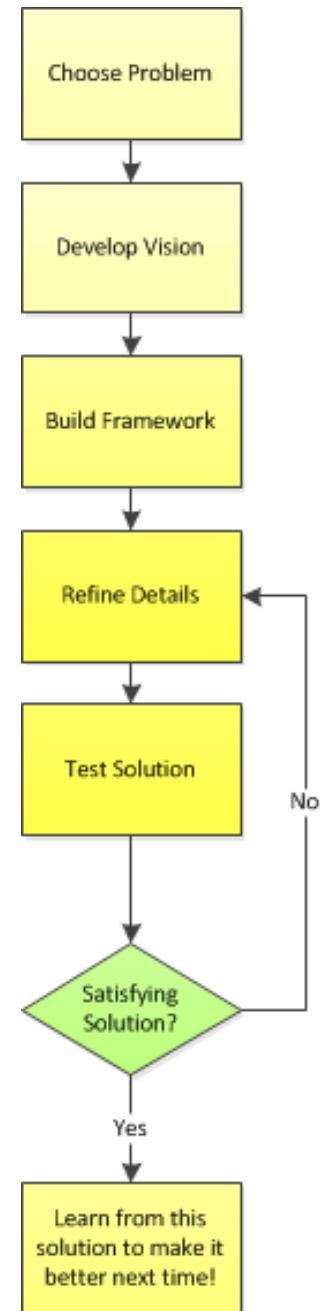 Choose Problem
Develop Vision
Build Framework
Refine Details
Test Solution
No
Satisfying
Solution?
Yes
Learn from this
solution to make it
better next time!